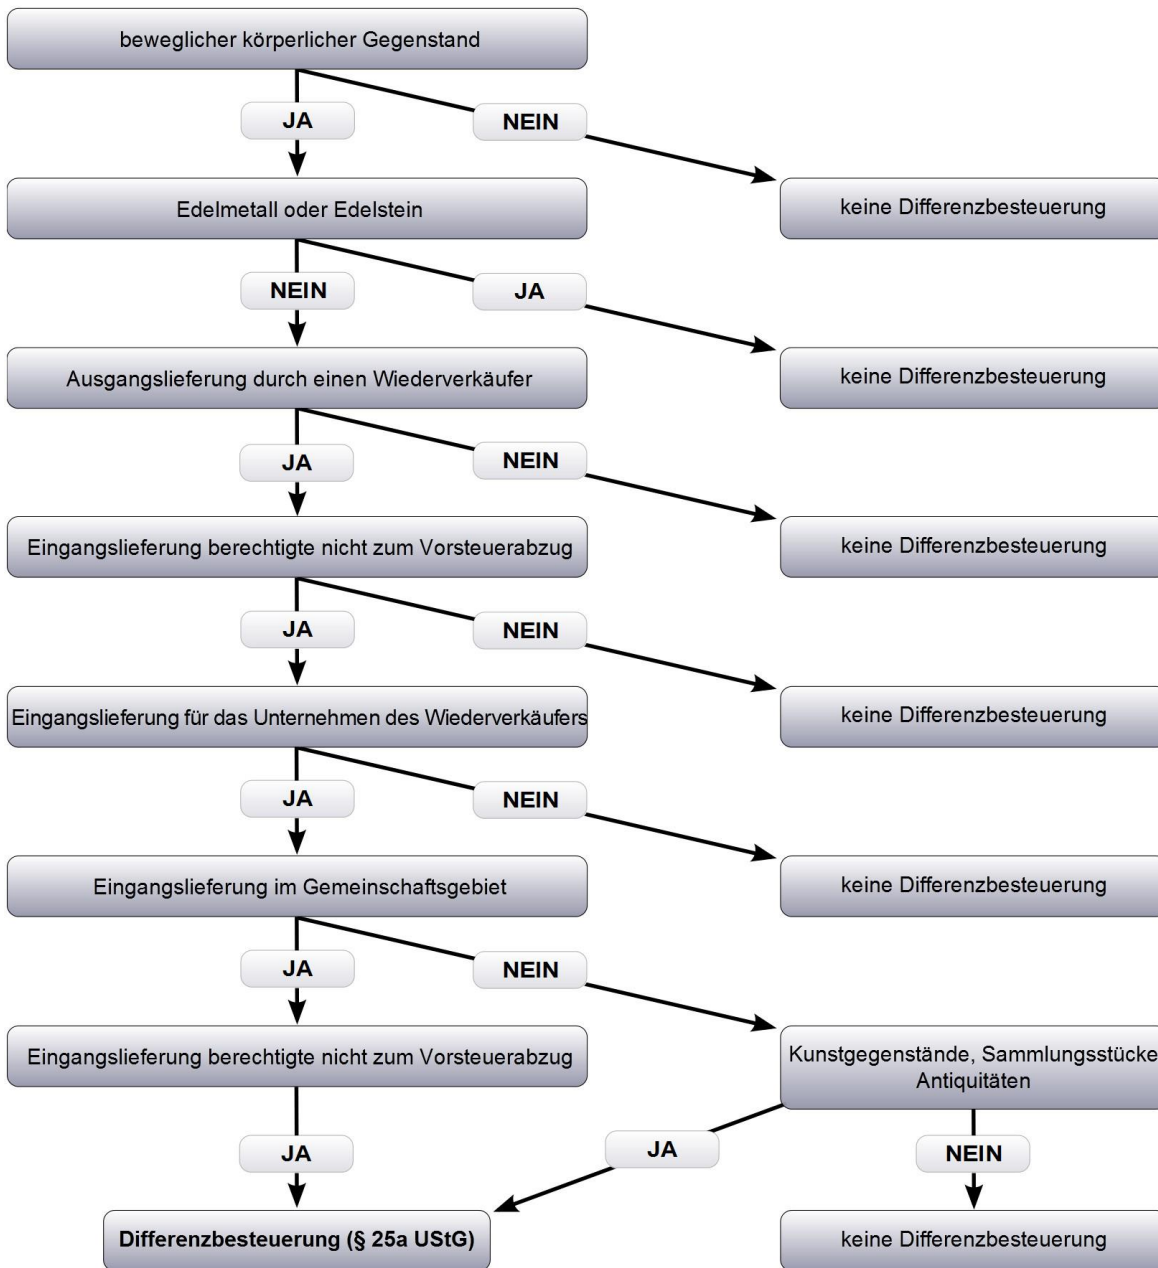 beweglicher körperlicher Gegenstand
JA
NEIN
Edelmetall oder Edelstein
keine Differenzbesteuerung
NEIN
JA
Ausgangslieferung durch einen Wiederverkäufer
keine Differenzbesteuerung
JA
NEIN
Eingangslieferung berechtigte nicht zum Vorsteuerabzug
keine Differenzbesteuerung
JA
NEIN
Eingangslieferung für das Unternehmen des Wiederverkäufers
keine Differenzbesteuerung
JA
NEIN
Eingangslieferung im Gemeinschaftsgebiet
keine Differenzbesteuerung
JA
NEIN
Eingangslieferung berechtigte nicht zum Vorsteuerabzug
Kunstgegenstände, Sammlungsstücke
Antiquitäten
JA
JA
NEIN
Differenzbesteuerung (§ 25a UStG)
keine Differenzbesteuerung